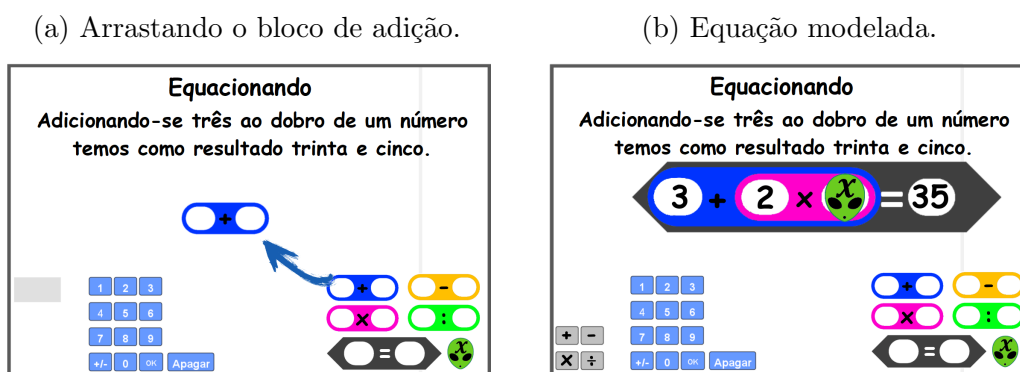 (a) Arrastando o bloco de adição.
Equacionando
Adicionando-se três ao dobro de um número
temos como resultado trinta e cinco.
+
1 2 3
4 5 6
7 8 9
+/- 0 OK Apagar
+ -
x :
= x
(b) Equação modelada.
Equacionando
Adicionando-se três ao dobro de um número
temos como resultado trinta e cinco.
3 + 2 × x = 35
+ -
× ÷
1 2 3
4 5 6
7 8 9
+/- 0 OK Apagar
+ -
x :
= x